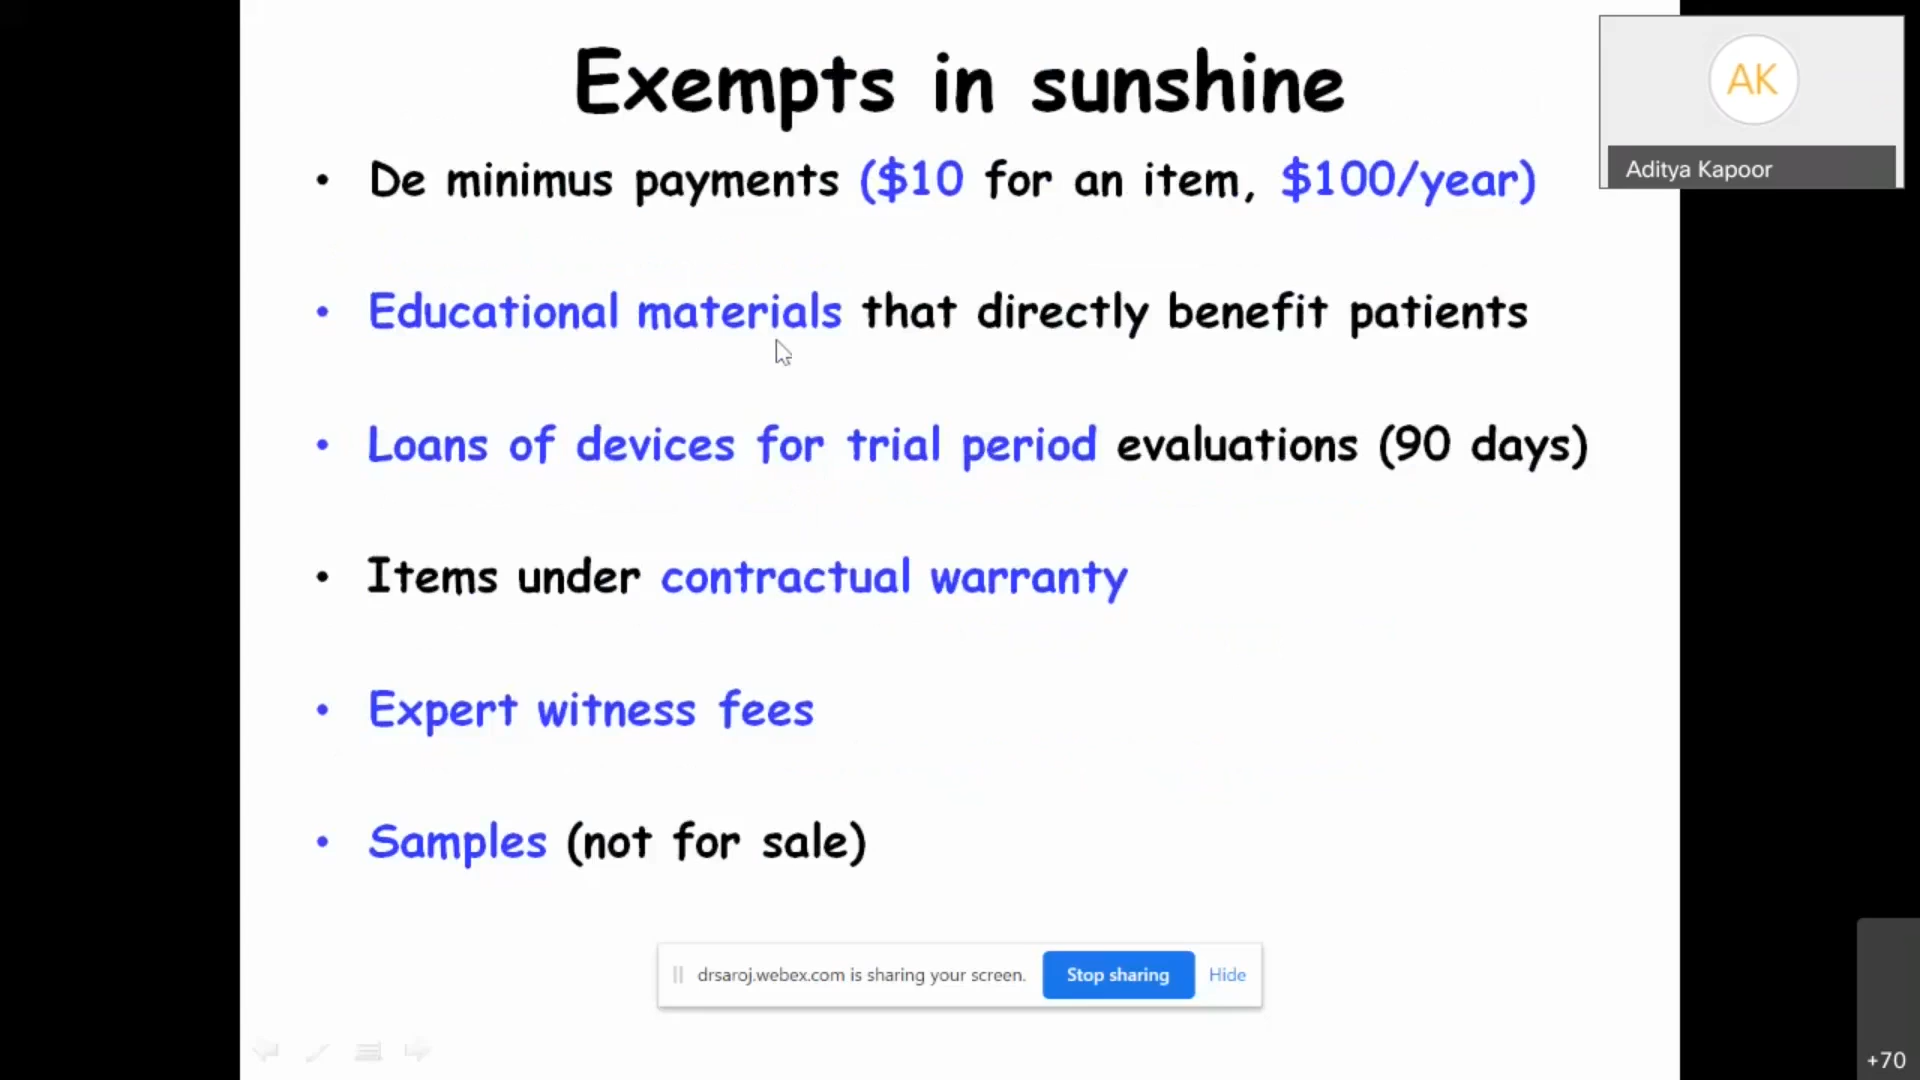 Exempts in sunshine
• De minimus payments ($10 for an item, $100/year)
• Educational materials that directly benefit patients
• Loans of devices for trial period evaluations (90 days)
• Items under contractual warranty
• Expert witness fees
• Samples (not for sale)
AK
Aditya Kapoor
drsaroj.webex.com is sharing your screen. Stop sharing Hide
+70